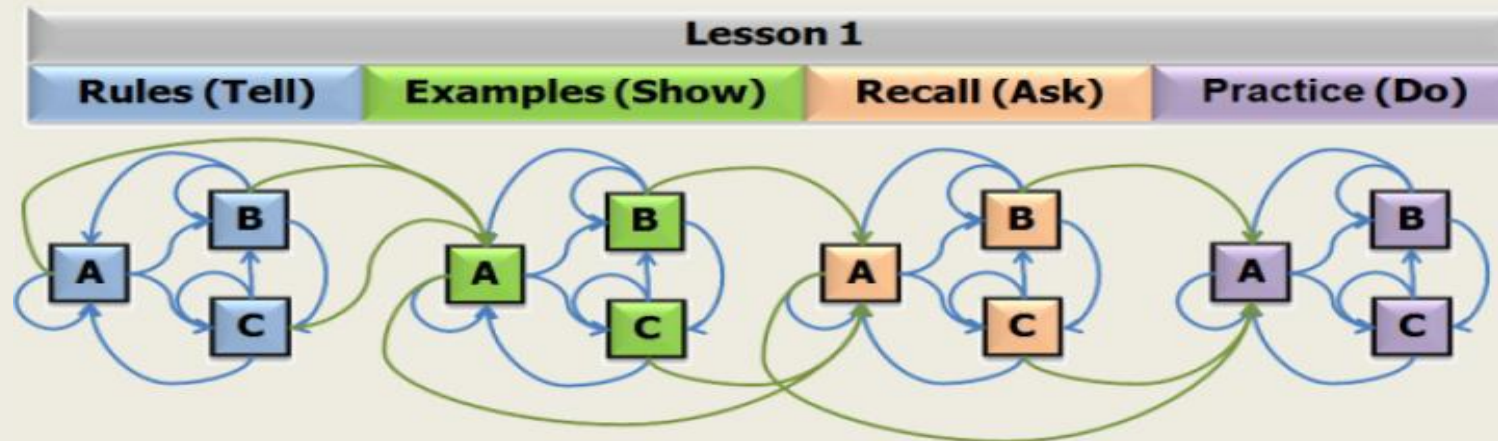 Lesson 1
Rules (Tell) Examples (Show) Recall (Ask) Practice (Do)
B B B B
A A A A
C C C C